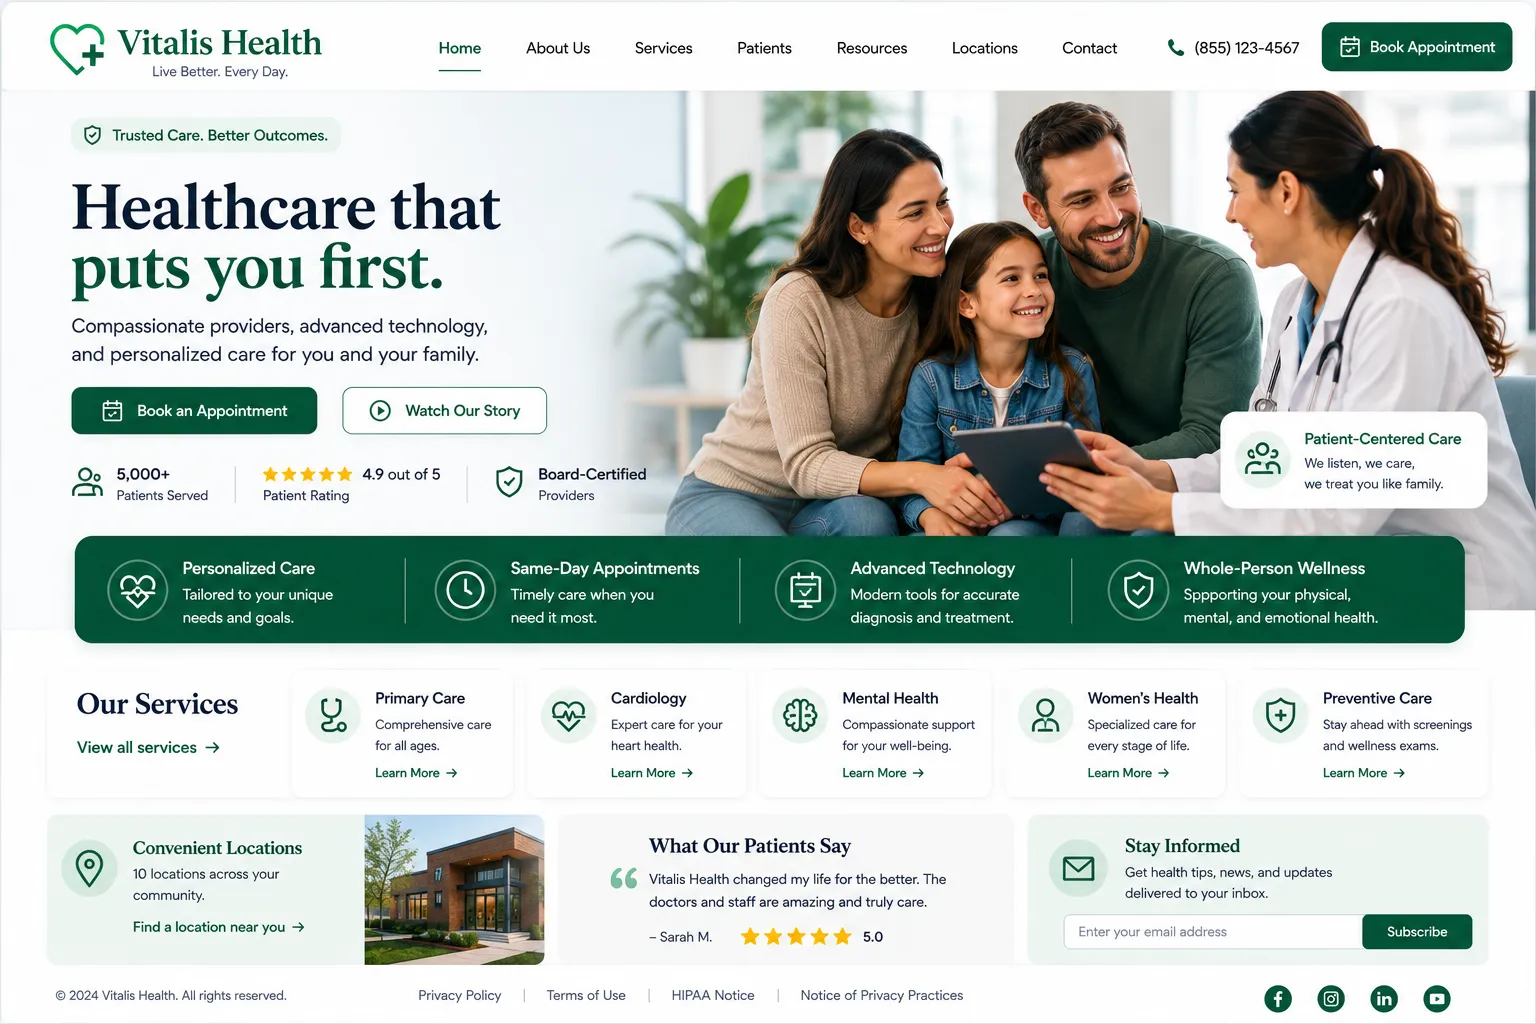 Vitalis Health
Live Better. Every Day.
Home
About Us
Services
Patients
Resources
Locations
Contact
(855) 123-4567
Book Appointment
Trusted Care. Better Outcomes.
Healthcare that
puts you first.
Compassionate providers, advanced technology,
and personalized care for you and your family.
Book an Appointment
Watch Our Story
5,000+
Patients Served
4.9 out of 5
Patient Rating
Board-Certified
Providers
Patient-Centered Care
We listen, we care,
we treat you like family.
Personalized Care
Tailored to your unique
needs and goals.
Same-Day Appointments
Timely care when you
need it most.
Advanced Technology
Modern tools for accurate
diagnosis and treatment.
Whole-Person Wellness
Sppporting your physical,
mental, and emotional health.
Our Services
View all services →
Primary Care
Comprehensive care
for all ages.
Learn More →
Cardiology
Expert care for your
heart health.
Learn More →
Mental Health
Compassionate support
for your well-being.
Learn More →
Women's Health
Specialized care for
every stage of life.
Learn More →
Preventive Care
Stay ahead with screenings
and wellness exams.
Learn More →
Convenient Locations
10 locations across your
community.
Find a location near you →
What Our Patients Say
“ Vitalis Health changed my life for the better. The
doctors and staff are amazing and truly care.
– Sarah M.
5.0
Stay Informed
Get health tips, news, and updates
delivered to your inbox.
Enter your email address
Subscribe
© 2024 Vitalis Health. All rights reserved.
Privacy Policy | Terms of Use | HIPAA Notice | Notice of Privacy Practices